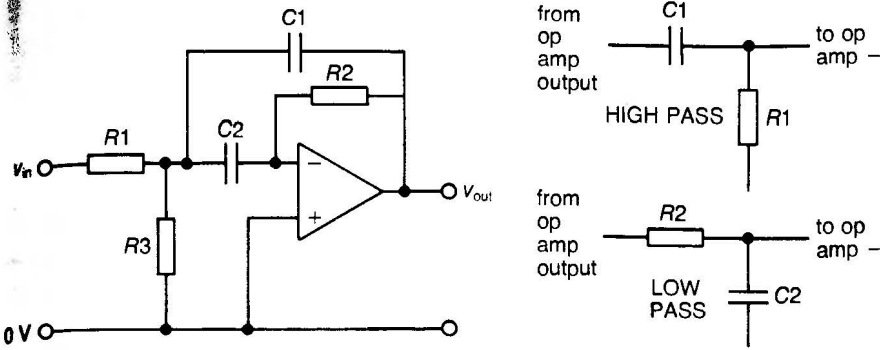 C1
R2
R1
C2
vin
Vout
R3
0 V
from
op
amp
output
C1
to op
amp –
HIGH PASS
R1
from
op
amp
output
R2
to op
amp –
LOW
PASS
C2